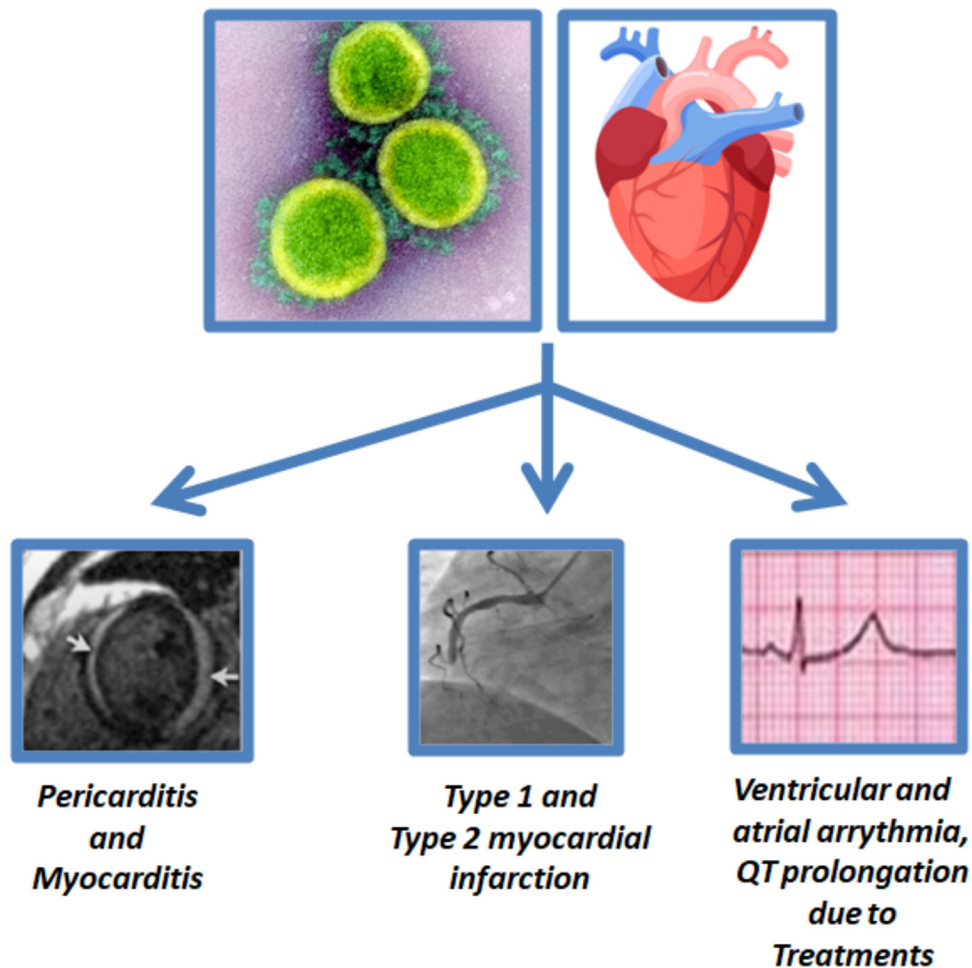 Pericarditis
and
Myocarditis
Type 1 and
Type 2 myocardial
infarction
Ventricular and
atrial arrythmia,
QT prolongation
due to
Treatments